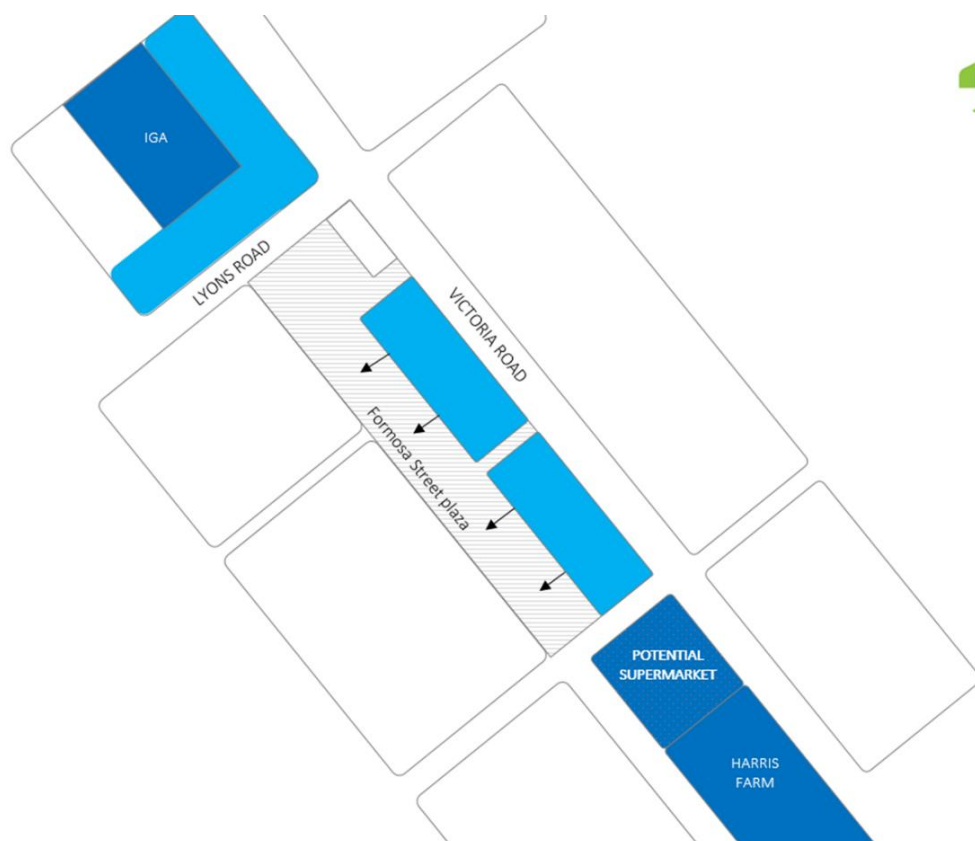 IGA
LYONS ROAD
VICTORIA ROAD
Formosa Street plaza
POTENTIAL
SUPERMARKET
HARRIS
FARM